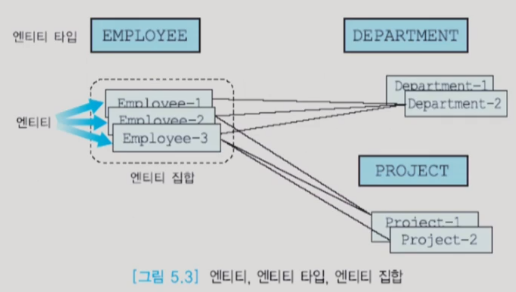 엔티티 타입
EMPLOYEE
DEPARTMENT
Department-1
Department-2
엔티티
Employee-1
Employee-2
Employee-3
엔티티 집합
PROJECT
Project-1
Project-2
[그림 5.3] 엔티티, 엔티티 타입, 엔티티 집합